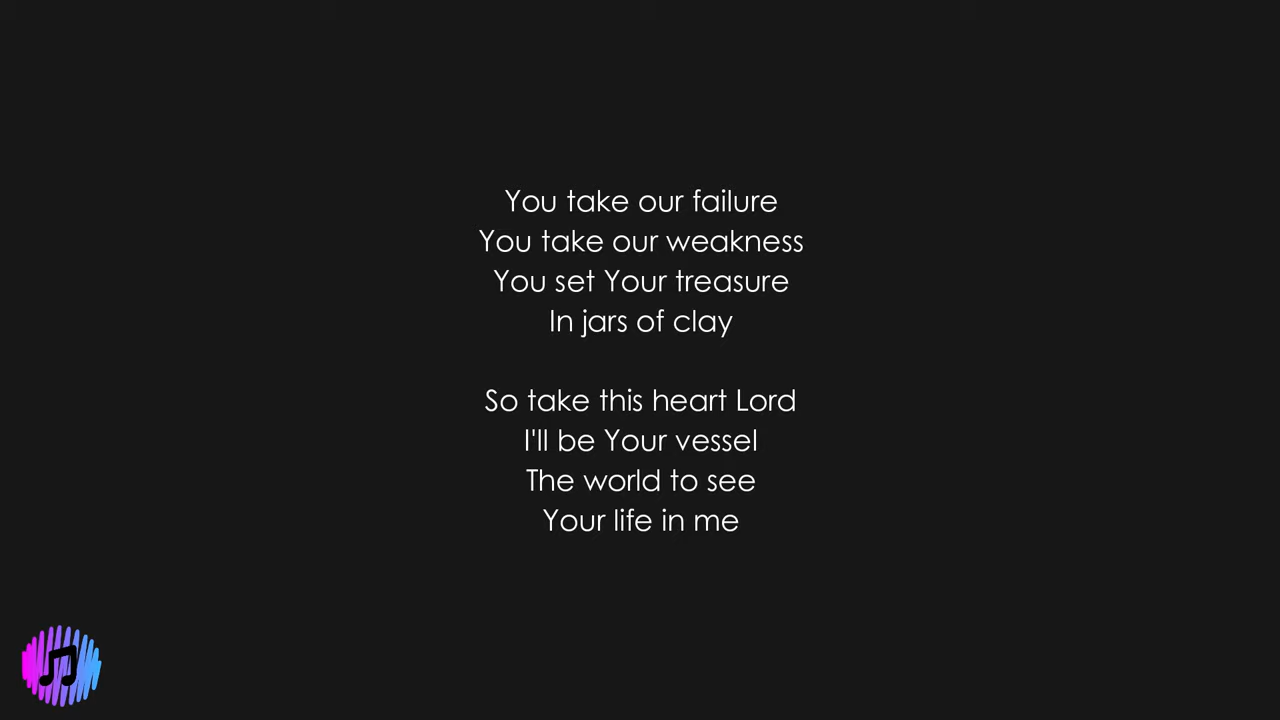 You take our failure
You take our weakness
You set Your treasure
In jars of clay
So take this heart Lord
I'll be Your vessel
The world to see
Your life in me